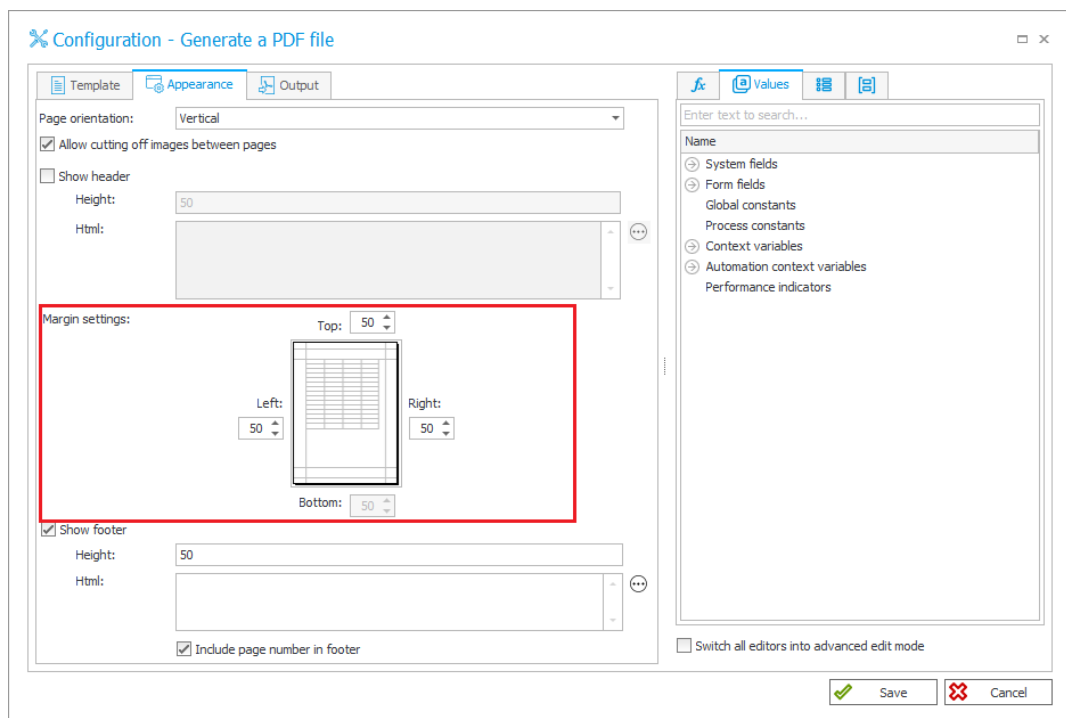 Configuration - Generate a PDF file
Template Appearance Output
Page orientation: Vertical
Allow cutting off images between pages
Show header
Height: 50
Html:
Margin settings:
Top: 50
Left: Right:
50 50
Bottom: 50
Show footer
Height: 50
Html:
Include page number in footer
fx Values
Enter text to search...
Name
System fields
Form fields
Global constants
Process constants
Context variables
Automation context variables
Performance indicators
Switch all editors into advanced edit mode
Save Cancel